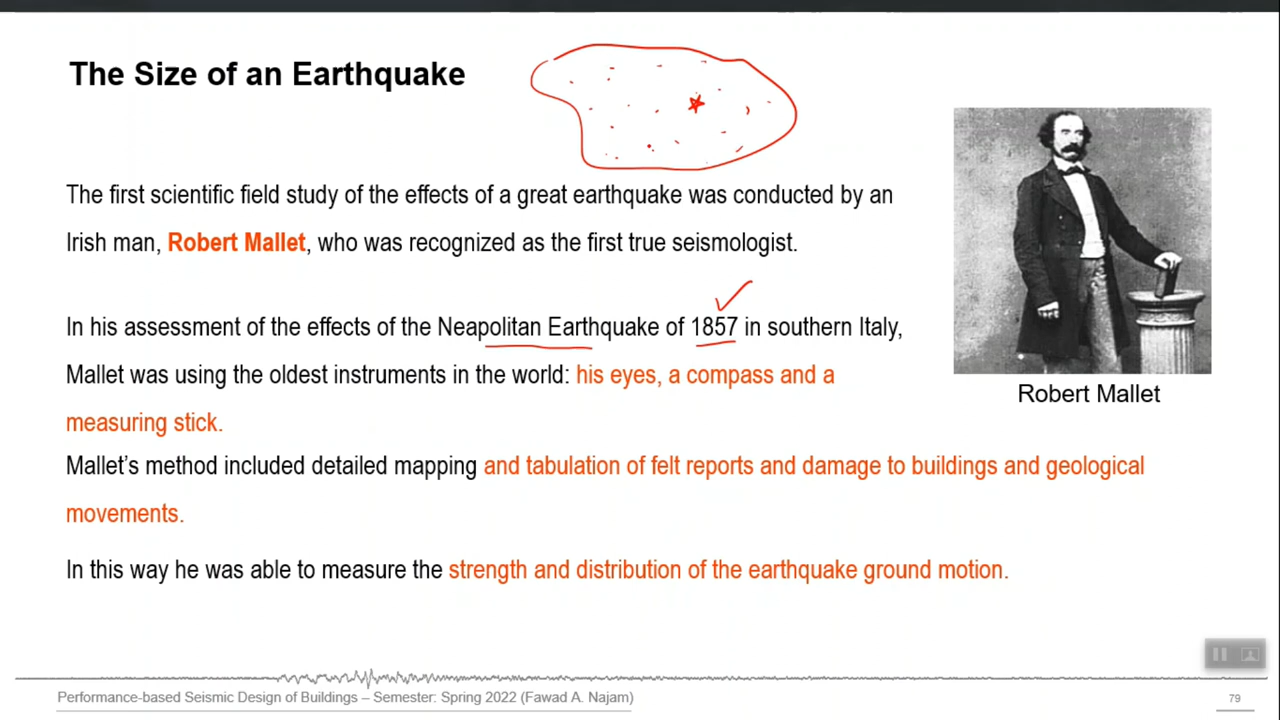 The Size of an Earthquake
The first scientific field study of the effects of a great earthquake was conducted by an
Irish man, Robert Mallet, who was recognized as the first true seismologist.
In his assessment of the effects of the Neapolitan Earthquake of 1857 in southern Italy,
Mallet was using the oldest instruments in the world: his eyes, a compass and a
measuring stick.
Robert Mallet
Mallet’s method included detailed mapping and tabulation of felt reports and damage to buildings and geological
movements.
In this way he was able to measure the strength and distribution of the earthquake ground motion.
Performance-based Seismic Design of Buildings – Semester: Spring 2022 (Fawad A. Najam)
79